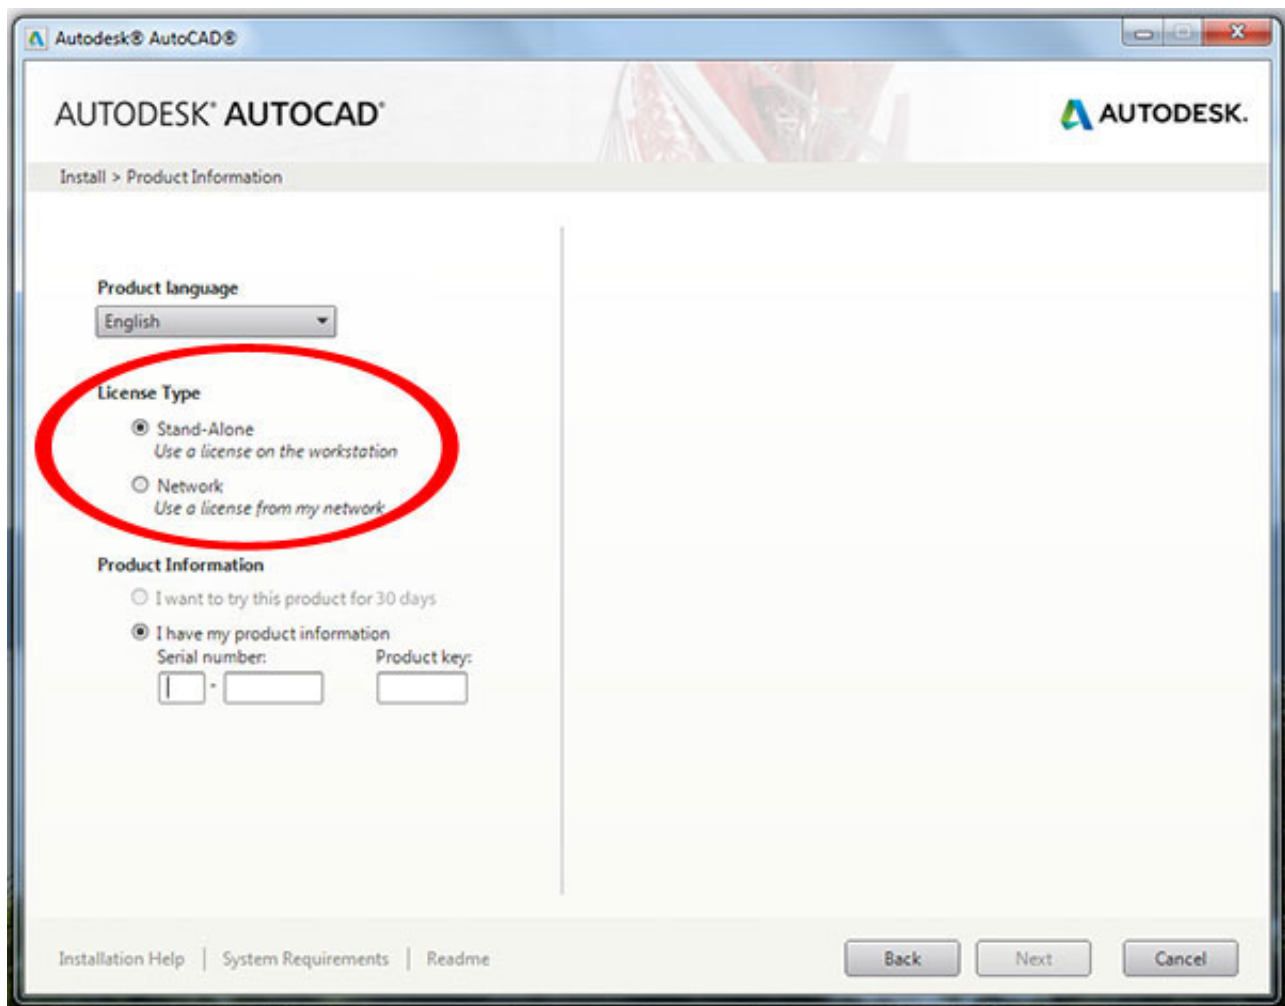 Autodesk® AutoCAD®
AUTODESK® AUTOCAD®
AUTODESK.
Install > Product Information
Product language
English
License Type
Stand-Alone
Use a license on the workstation
Network
Use a license from my network
Product Information
I want to try this product for 30 days
I have my product information
Serial number: Product key:
-
Installation Help | System Requirements | Readme
Back Next Cancel